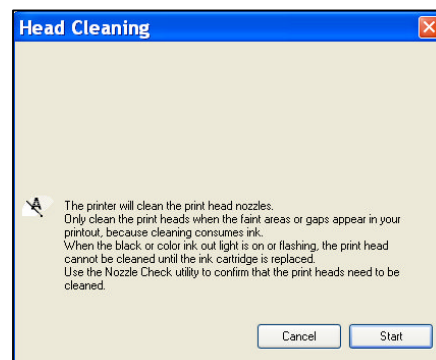 Head Cleaning
The printer will clean the print head nozzles.
Only clean the print heads when the faint areas or gaps appear in your
printout, because cleaning consumes ink.
When the black or color ink out light is on or flashing, the print head
cannot be cleaned until the ink cartridge is replaced.
Use the Nozzle Check utility to confirm that the print heads need to be
cleaned.
Cancel Start